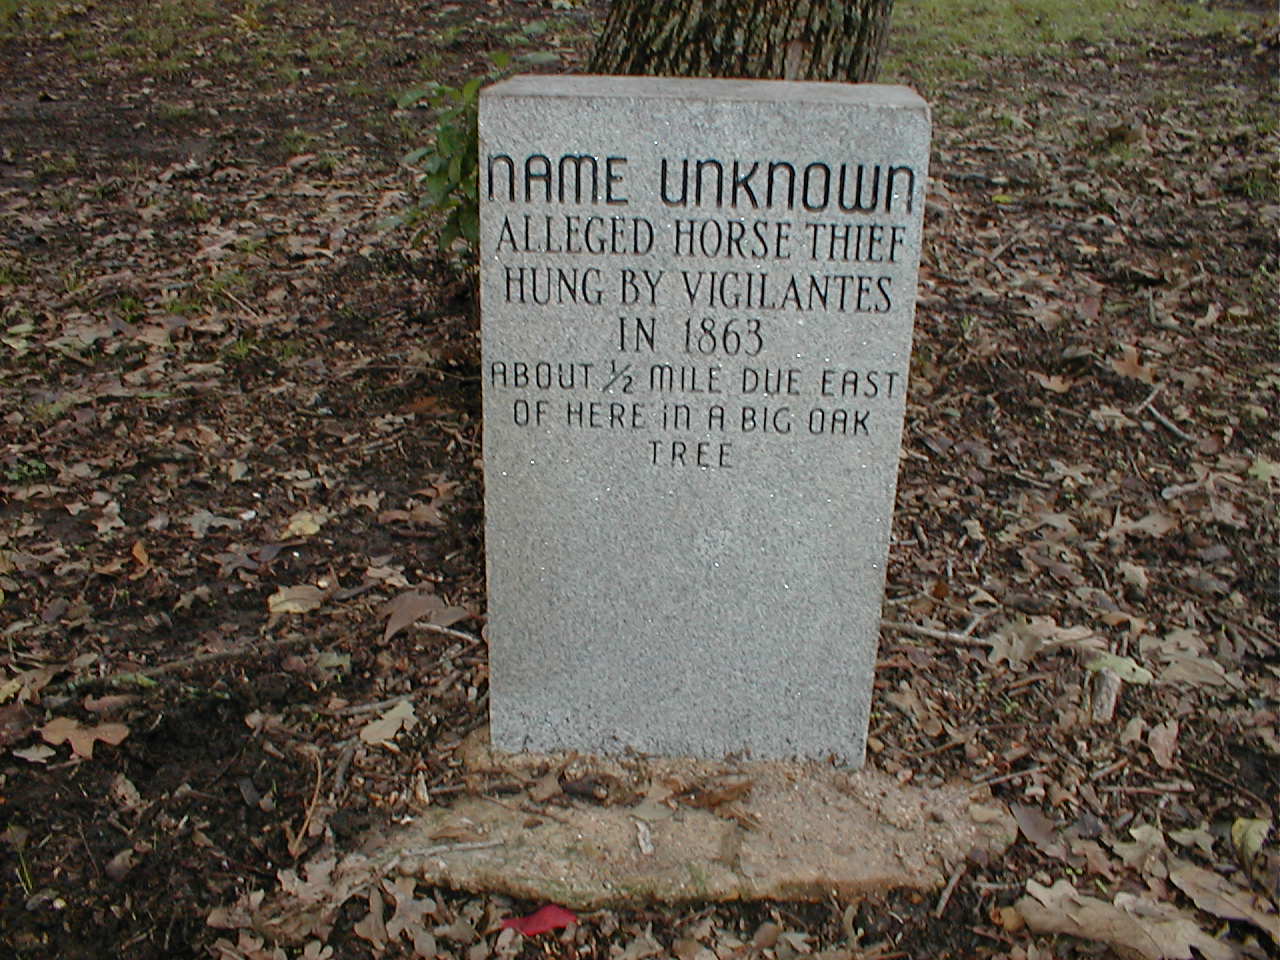 NAME UNKNOWN
ALLEGED HORSE THIEF
HUNG BY VIGILANTES
IN 1863
ABOUT ½ MILE DUE EAST
OF HERE iN A BIG OAK
TREE